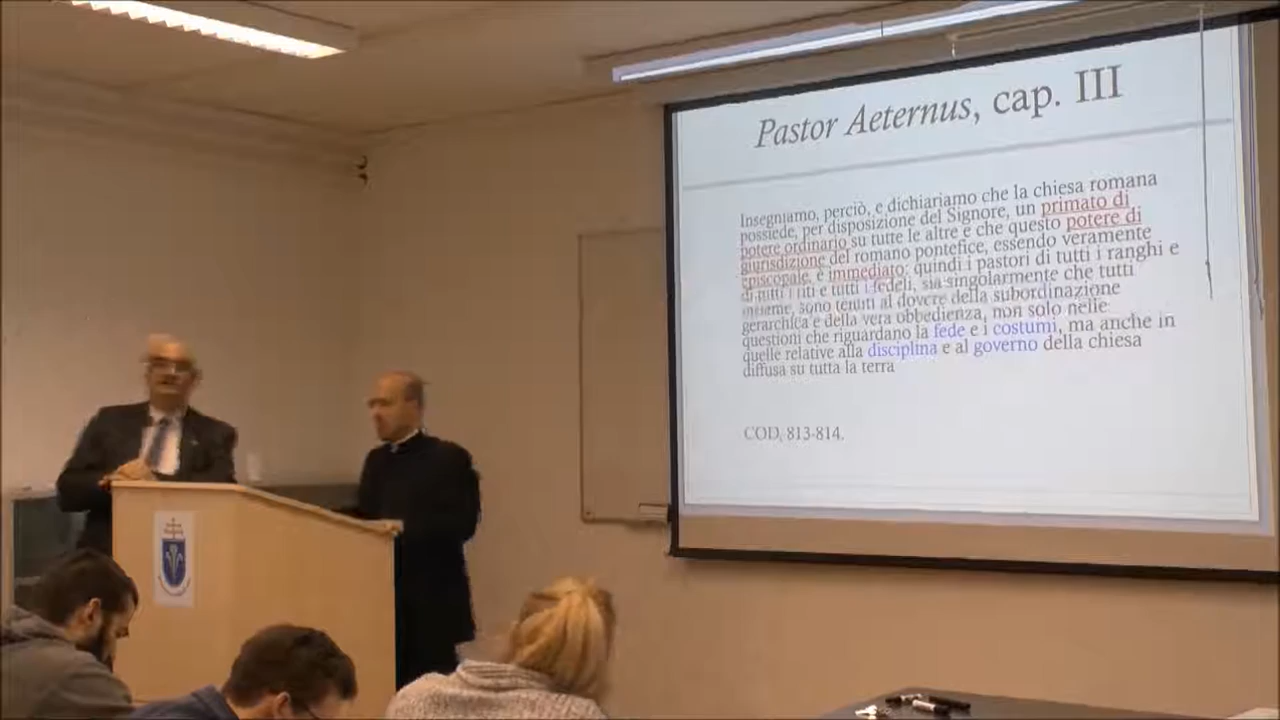 Pastor Aeternus, cap. III
Insegniamo, perciò, e dichiariamo che la chiesa romana
possiede, per disposizione del Signore, un primato di
potere ordinario su tutte le altre e che questo potere di
giurisdizione del romano pontefice, essendo veramente
episcopale, è immediato: quindi i pastori di tutti i ranghi e
di tutti i riti e tutti i fedeli, sia singolarmente che tutti
insieme, sono tenuti al dovere della subordinazione
gerarchica e della vera obbedienza, non solo nelle
questioni che riguardano la fede e i costumi, ma anche in
quelle relative alla disciplina e al governo della chiesa
diffusa su tutta la terra
COD, 813-814.